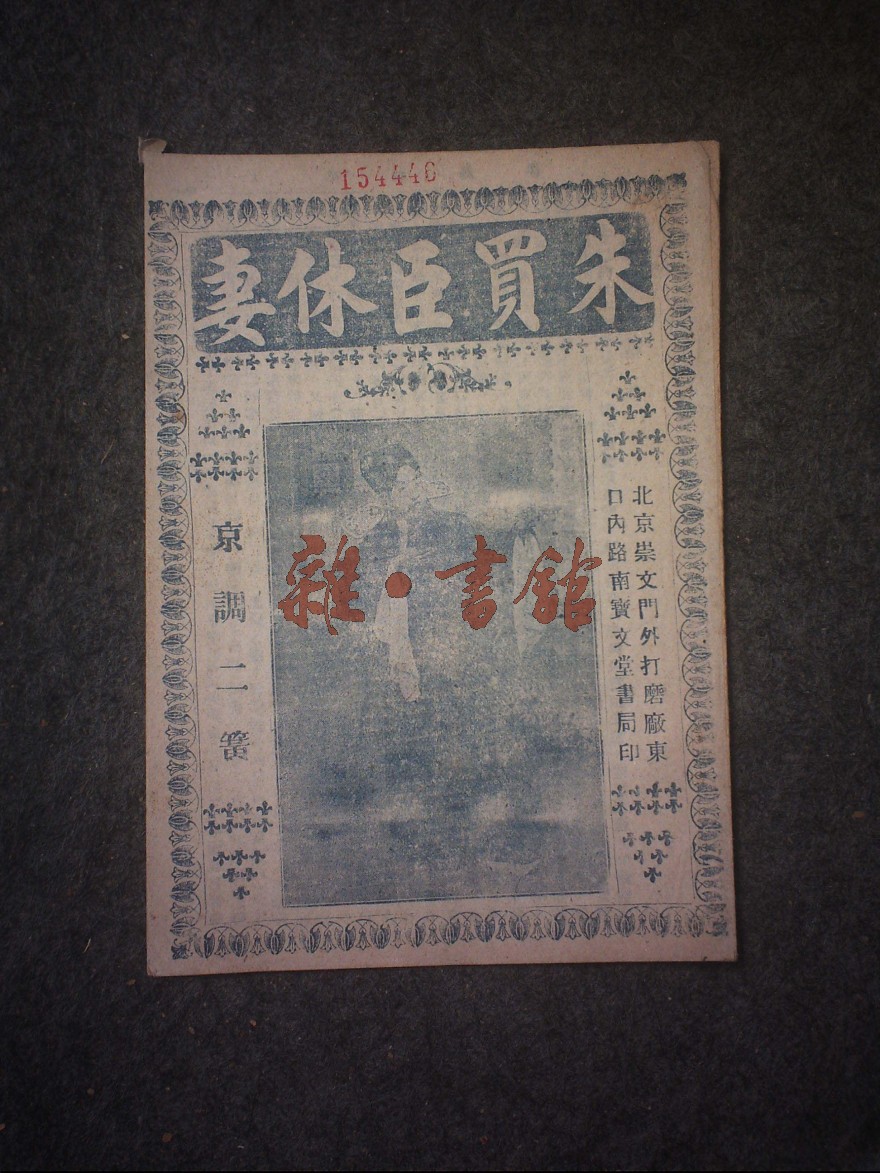 154446
朱買臣休妻
北京崇文門外打磨廠東
口內路南寶文堂書局印
京調二簧
雜·書館